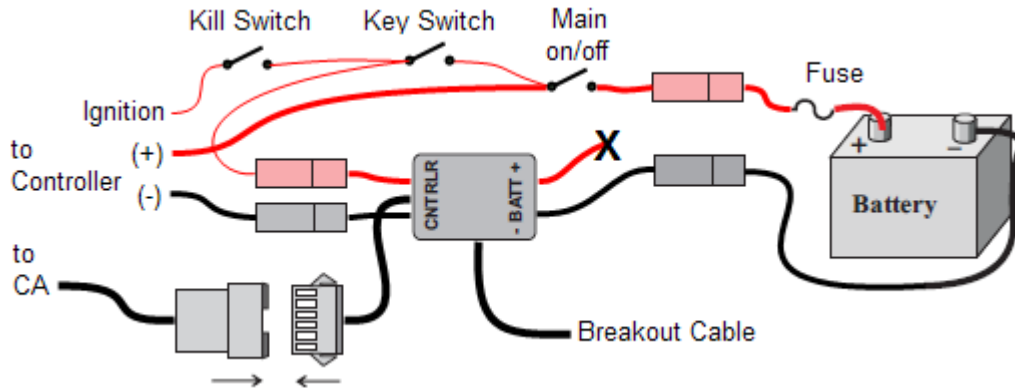 Kill Switch
Key Switch
Main
on/off
Fuse
Ignition
to
Controller
(+)
(-)
CNTRLR
- BATT +
X
+
−
Battery
to
CA
Breakout Cable